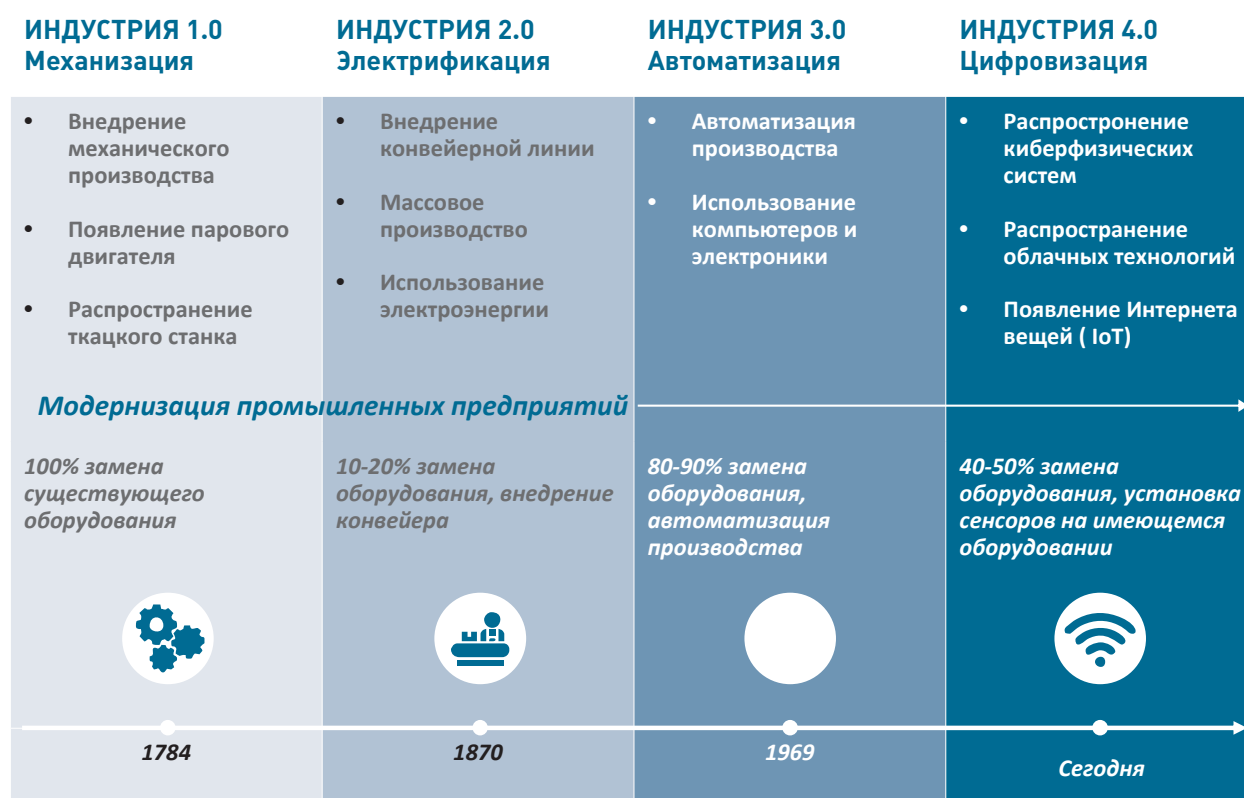 ИНДУСТРИЯ 1.0
Механизация
ИНДУСТРИЯ 2.0
Электрификация
ИНДУСТРИЯ 3.0
Автоматизация
ИНДУСТРИЯ 4.0
Цифровизация
• Внедрение
механического
производства
• Появление парового
двигателя
• Распространение
ткацкого станка
• Внедрение
конвейерной линии
• Массовое
производство
• Использование
электроэнергии
• Автоматизация
производства
• Использование
компьютеров и
электроники
• Распростронение
киберфизических
систем
• Распространение
облачных технологий
• Появление Интернета
вещей ( IoT)
Модернизация промышленных предприятий
100% замена
существующего
оборудования
10-20% замена
оборудования, внедрение
конвейера
80-90% замена
оборудования,
автоматизация
производства
40-50% замена
оборудования, установка
сенсоров на имеющемся
оборудовании
1784
1870
1969
Сегодня